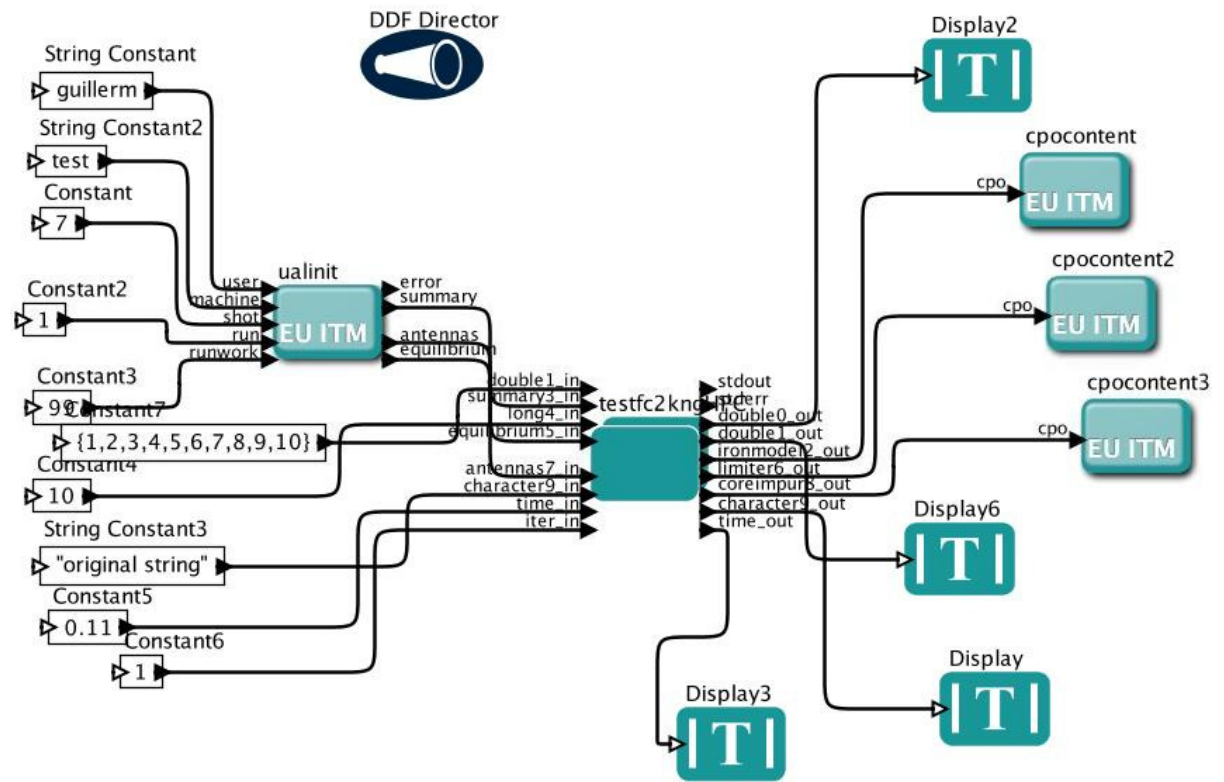 DDF Director
String Constant
guillerm
String Constant2
test
Constant
7
Constant2
1
Constant3
99
Constant7
{1,2,3,4,5,6,7,8,9,10}
Constant4
10
String Constant3
"original string"
Constant5
0.11
Constant6
1
ualinit
user
machine
shot
run
runwork
EU ITM
error
summary
antennas
equilibrium
double1_in
summary3_in
long4_in
equilibrium5_in
antennas7_in
character9_in
time_in
iter_in
stdout
stderr
double0_out
double1_out
ironmodel2_out
limiter6_out
coreimpur8_out
character9_out
time_out
Display2
T
cpocontent
cpo
EU ITM
cpocontent2
cpo
EU ITM
cpocontent3
cpo
EU ITM
Display6
T
Display
T
Display3
T